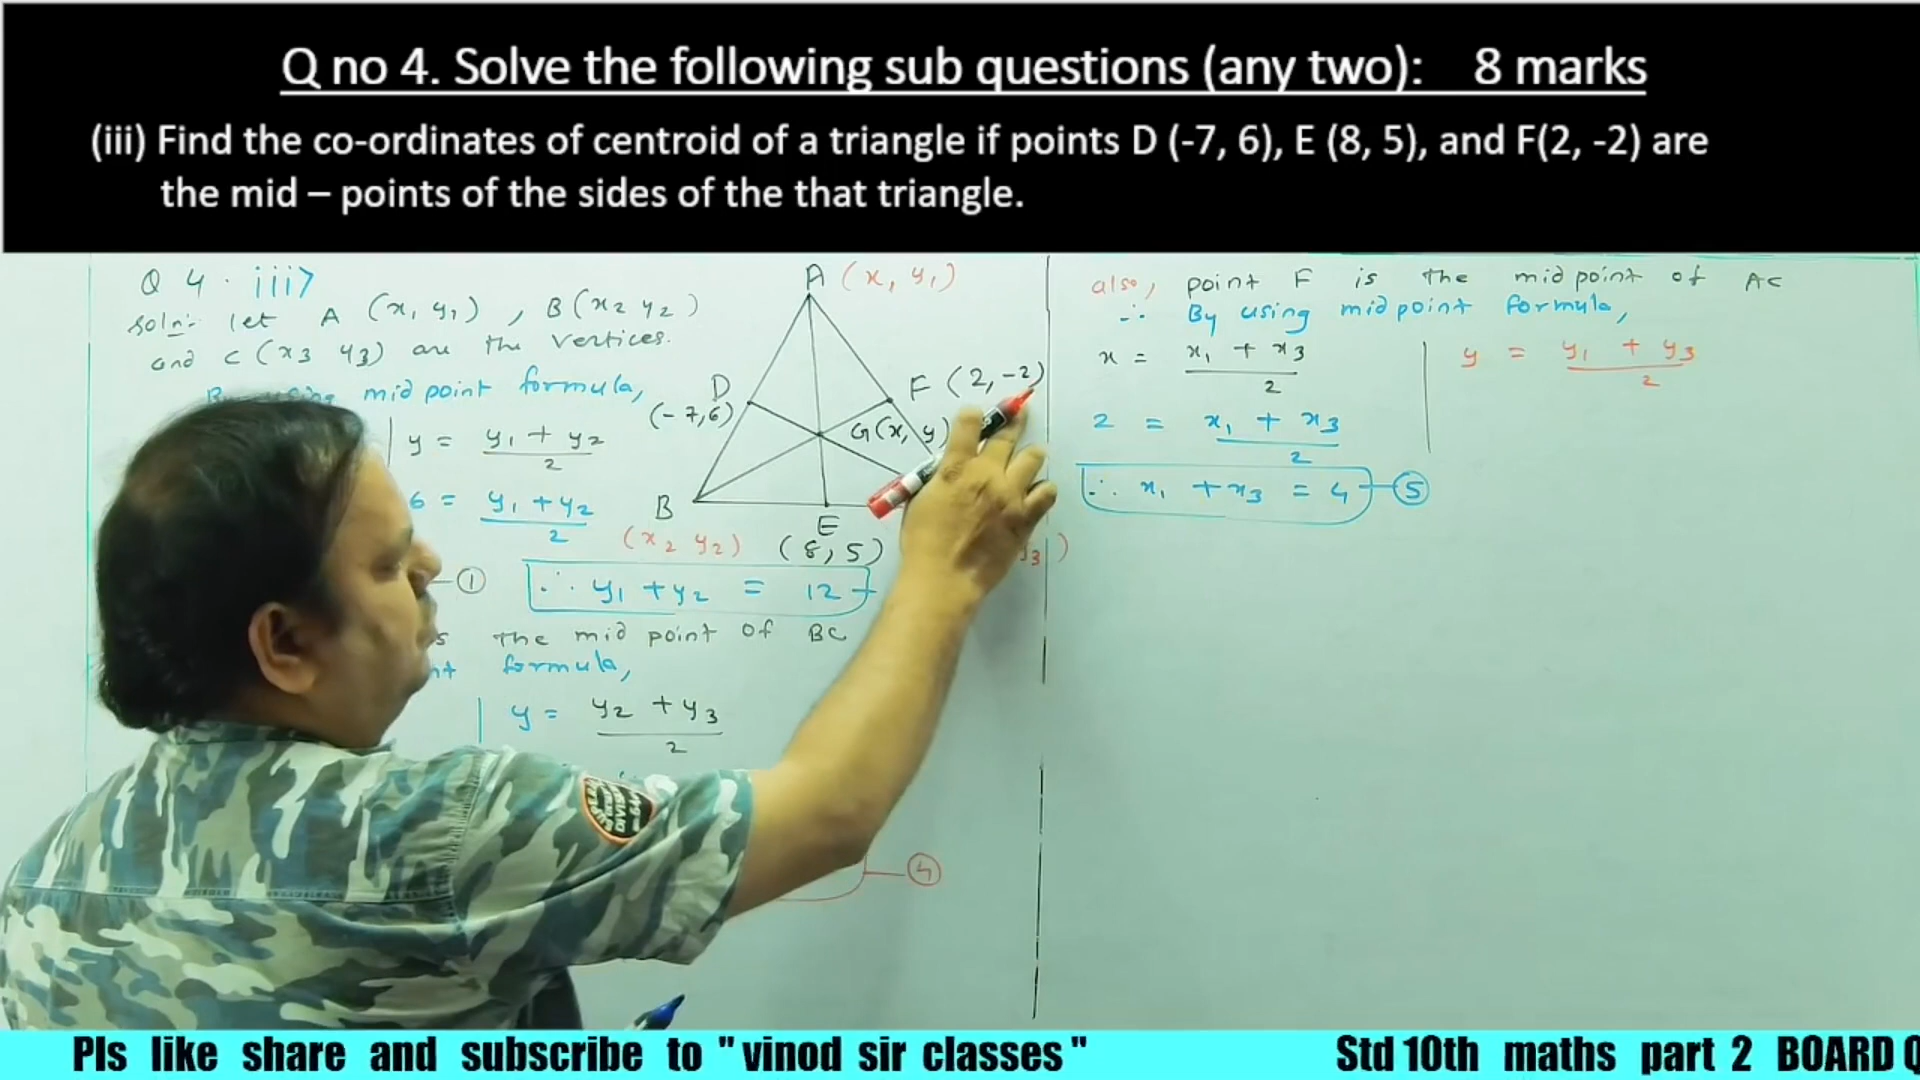 Q no 4. Solve the following sub questions (any two): 8 marks
(iii) Find the co-ordinates of centroid of a triangle if points D (-7, 6), E (8, 5), and F(2, -2) are
the mid – points of the sides of the that triangle.
Q 4 . iii>
soln:- let A (x, y1) , B (x2 y2)
and C (x3 y3) are the vertices.
mid point formula,
y = y1 + y2 / 2
6 = y1 + y2 / 2
①
∴ y1 + y2 = 12
the mid point of BC
formula,
y = y2 + y3 / 2
④
A (x, y1)
D
(-7,6)
F (2, -2)
G(x, y)
B
E
(x2 y2) (8, 5)
)
also, point F is the mid point of AC
∴ By using mid point formula,
x = x1 + x3 / 2
y = y1 + y3 / 2
2 = x1 + x3 / 2
∴ x1 + x3 = 4 ⑤
Pls like share and subscribe to " vinod sir classes "
Std 10th maths part 2 BOARD Q